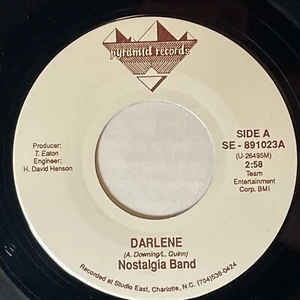 pyramid records
SIDE A
SE - 891023A
(U-26495M)
2:58
Team
Entertainment
Corp, BMI
Producer:
T. Eaton
Engineer:
H. David Henson
DARLENE
(A. Downing/L. Quinn)
Nostalgia Band
Recorded at Studio East, Charlotte, N.C. (704)536-0424